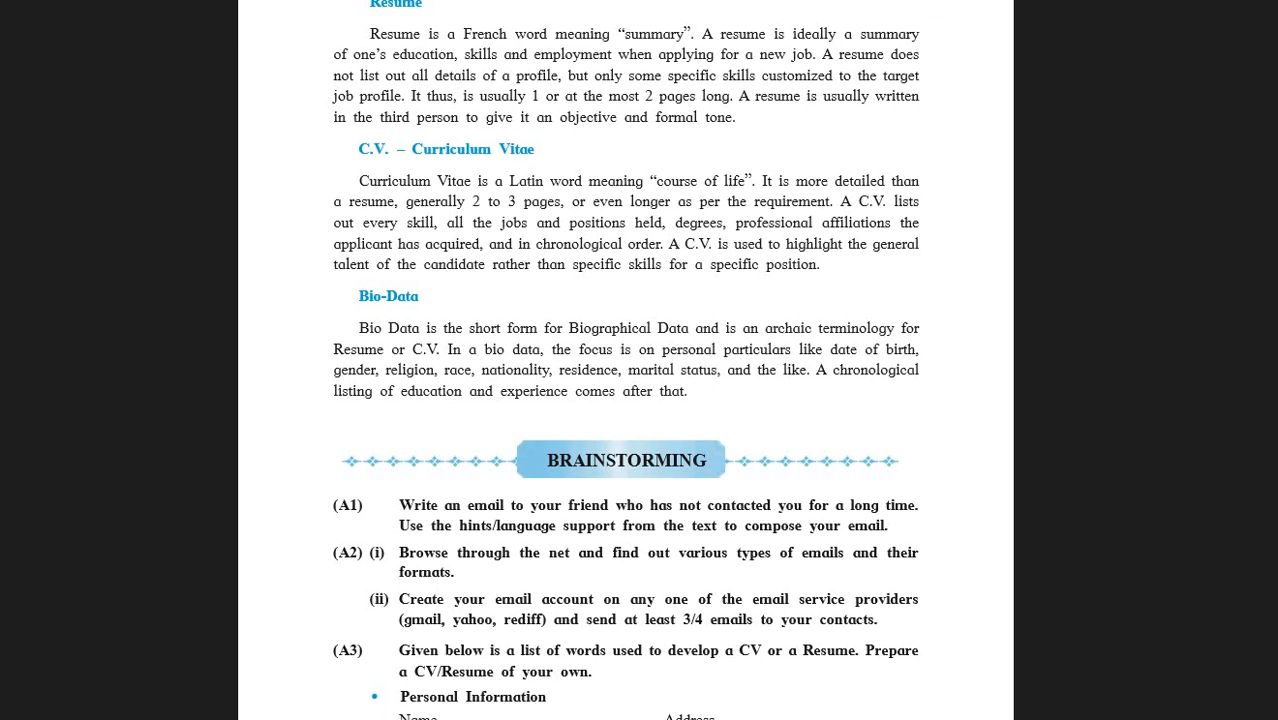 Resume
Resume is a French word meaning “summary”. A resume is ideally a summary
of one’s education, skills and employment when applying for a new job. A resume does
not list out all details of a profile, but only some specific skills customized to the target
job profile. It thus, is usually 1 or at the most 2 pages long. A resume is usually written
in the third person to give it an objective and formal tone.
C.V. – Curriculum Vitae
Curriculum Vitae is a Latin word meaning “course of life”. It is more detailed than
a resume, generally 2 to 3 pages, or even longer as per the requirement. A C.V. lists
out every skill, all the jobs and positions held, degrees, professional affiliations the
applicant has acquired, and in chronological order. A C.V. is used to highlight the general
talent of the candidate rather than specific skills for a specific position.
Bio-Data
Bio Data is the short form for Biographical Data and is an archaic terminology for
Resume or C.V. In a bio data, the focus is on personal particulars like date of birth,
gender, religion, race, nationality, residence, marital status, and the like. A chronological
listing of education and experience comes after that.
BRAINSTORMING
(A1) Write an email to your friend who has not contacted you for a long time.
Use the hints/language support from the text to compose your email.
(A2) (i) Browse through the net and find out various types of emails and their
formats.
(ii) Create your email account on any one of the email service providers
(gmail, yahoo, rediff) and send at least 3/4 emails to your contacts.
(A3) Given below is a list of words used to develop a CV or a Resume. Prepare
a CV/Resume of your own.
• Personal Information
Name Address